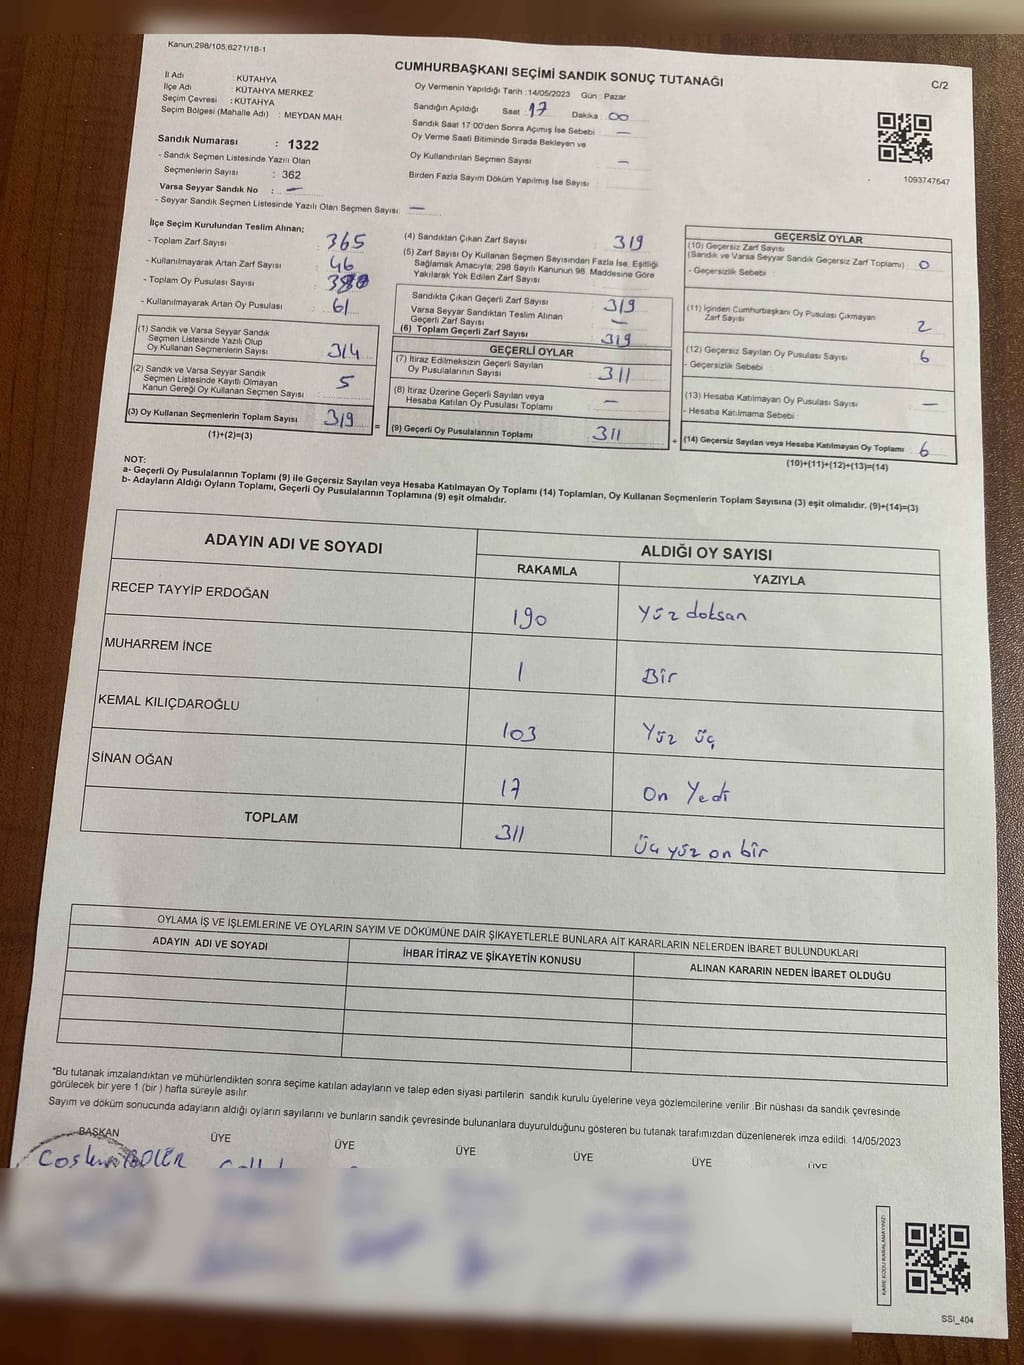 Kanun:298/105,6271/18-1
CUMHURBAŞKANI SEÇİMİ SANDIK SONUÇ TUTANAĞI
C/2
İl Adı : KÜTAHYA
İlçe Adı : KÜTAHYA MERKEZ
Seçim Çevresi : KÜTAHYA
Seçim Bölgesi (Mahalle Adı) : MEYDAN MAH.
Sandık Numarası : 1322
- Sandık Seçmen Listesinde Yazılı Olan
Seçmenlerin Sayısı : 362
Varsa Seyyar Sandık No : —
- Seyyar Sandık Seçmen Listesinde Yazılı Olan Seçmen Sayısı: —
Oy Vermenin Yapıldığı Tarih :14/05/2023 Gün : Pazar
Sandığın Açıldığı Saat 17 Dakika 00
Sandık Saat 17:00'den Sonra Açımış İse Sebebi : —
Oy Verme Saati Bitiminde Sırada Bekleyen ve
Oy Kullandırılan Seçmen Sayısı : —
Birden Fazla Sayım Döküm Yapılmış İse Sayısı :
1093747647
İlçe Seçim Kurulundan Teslim Alınan;
- Toplam Zarf Sayısı : 365
- Kullanılmayarak Artan Zarf Sayısı : 46
- Toplam Oy Pusulası Sayısı :
- Kullanılmayarak Artan Oy Pusulası : 61
(1) Sandık ve Varsa Seyyar Sandık
Seçmen Listesinde Yazılı Olup
Oy Kullanan Seçmenlerin Sayısı : 314
(2) Sandık ve Varsa Seyyar Sandık
Seçmen Listesinde Kayıtlı Olmayan
Kanun Gereği Oy Kullanan Seçmen Sayısı : 5
(3) Oy Kullanan Seçmenlerin Toplam Sayısı : 319
(1)+(2)=(3)
=
(4) Sandıktan Çıkan Zarf Sayısı : 319
(5) Zarf Sayısı Oy Kullanan Seçmen Sayısından Fazla İse, Eşitliği
Sağlamak Amacıyla, 298 Sayılı Kanunun 98. Maddesine Göre
Yakılarak Yok Edilen Zarf Sayısı :
Sandıkta Çıkan Geçerli Zarf Sayısı : 319
Varsa Seyyar Sandıktan Teslim Alınan
Geçerli Zarf Sayısı : —
(6) Toplam Geçerli Zarf Sayısı : 319
GEÇERLİ OYLAR
(7) İtiraz Edilmeksizin Geçerli Sayılan
Oy Pusulalarının Sayısı : 311
(8) İtiraz Üzerine Geçerli Sayılan veya
Hesaba Katılan Oy Pusulası Toplamı : —
(9) Geçerli Oy Pusulalarının Toplamı : 311
+
GEÇERSİZ OYLAR
(10) Geçersiz Zarf Sayısı
(Sandık ve Varsa Seyyar Sandık Geçersiz Zarf Toplamı) : 0
- Geçersizlik Sebebi :
(11) İçinden Cumhurbaşkanı Oy Pusulası Çıkmayan
Zarf Sayısı : 2
(12) Geçersiz Sayılan Oy Pusulası Sayısı : 6
- Geçersizlik Sebebi :
(13) Hesaba Katılmayan Oy Pusulası Sayısı : —
- Hesaba Katılmama Sebebi :
(14) Geçersiz Sayılan veya Hesaba Katılmayan Oy Toplamı : 6
(10)+(11)+(12)+(13)=(14)
NOT:
a- Geçerli Oy Pusulalarının Toplamı (9) ile Geçersiz Sayılan veya Hesaba Katılmayan Oy Toplamı (14) Toplamları, Oy Kullanan Seçmenlerin Toplam Sayısına (3) eşit olmalıdır. (9)+(14)=(3)
b- Adayların Aldığı Oyların Toplamı, Geçerli Oy Pusulalarının Toplamına (9) eşit olmalıdır.
ADAYIN ADI VE SOYADI
ALDIĞI OY SAYISI
RAKAMLA YAZIYLA
RECEP TAYYİP ERDOĞAN 190 Yüz doksan
MUHARREM İNCE 1 Bir
KEMAL KILIÇDAROĞLU 103 Yüz üç
SİNAN OĞAN 17 On Yedi
TOPLAM 311 Üç yüz on bir
OYLAMA İŞ VE İŞLEMLERİNE VE OYLARIN SAYIM VE DÖKÜMÜNE DAİR ŞİKAYETLERLE BUNLARA AİT KARARLARIN NELERDEN İBARET BULUNDUKLARI
ADAYIN ADI VE SOYADI İHBAR İTİRAZ VE ŞİKAYETİN KONUSU ALINAN KARARIN NEDEN İBARET OLDUĞU
*Bu tutanak imzalandıktan ve mühürlendikten sonra seçime katılan adayların ve talep eden siyasi partilerin sandık kurulu üyelerine veya gözlemcilerine verilir .Bir nüshası da sandık çevresinde
görülecek bir yere 1 (bir ) hafta süreyle asılır.
Sayım ve döküm sonucunda adayların aldığı oyların sayılarını ve bunların sandık çevresinde bulunanlara duyurulduğunu gösteren bu tutanak tarafımızdan düzenlenerek imza edildi. 14/05/2023
BAŞKAN ÜYE ÜYE ÜYE ÜYE ÜYE ÜYE
KARE KODU KARALAMAYINIZ!
SSI_404